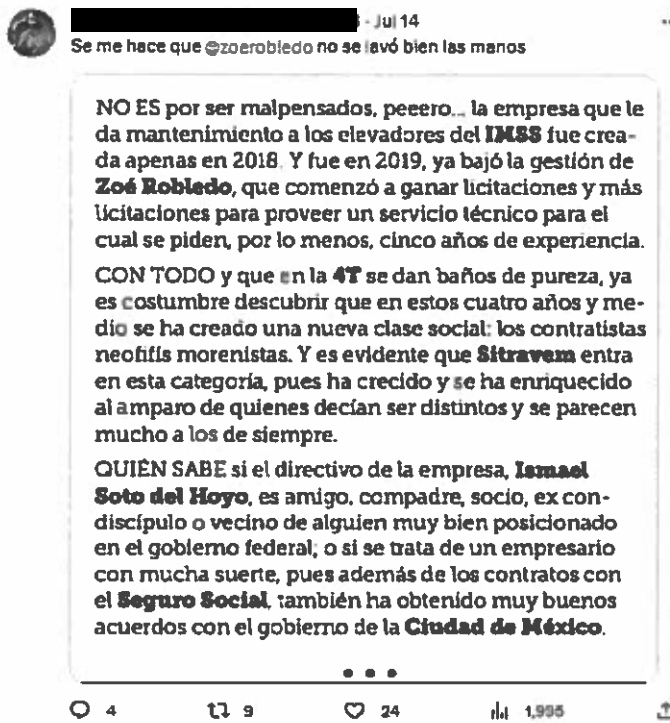 · Jul 14
Se me hace que @zoerobledo no se lavó bien las manos
NO ES por ser malpensados, peeero... la empresa que le
da mantenimiento a los elevadores del IMSS fue crea-
da apenas en 2018. Y fue en 2019, ya bajó la gestión de
Zoé Robledo, que comenzó a ganar licitaciones y más
licitaciones para proveer un servicio técnico para el
cual se piden, por lo menos, cinco años de experiencia.
CON TODO y que en la 4T se dan baños de pureza, ya
es costumbre descubrir que en estos cuatro años y me-
dio se ha creado una nueva clase social: los contratistas
neofifís morenistas. Y es evidente que Sitravem entra
en esta categoría, pues ha crecido y se ha enriquecido
al amparo de quienes decían ser distintos y se parecen
mucho a los de siempre.
QUIÉN SABE si el directivo de la empresa, Ismael
Soto del Hoyo, es amigo, compadre, socio, ex con-
discípulo o vecino de alguien muy bien posicionado
en el gobierno federal; o si se trata de un empresario
con mucha suerte, pues además de los contratos con
el Seguro Social, también ha obtenido muy buenos
acuerdos con el gobierno de la Ciudad de México.
4 9 24 1,995